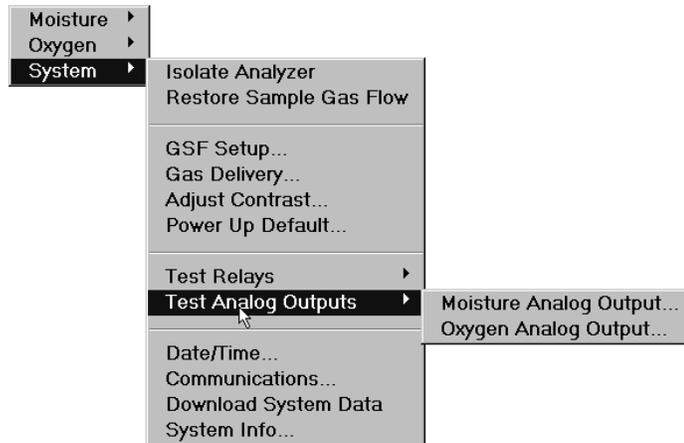 Moisture
Oxygen
System
Isolate Analyzer
Restore Sample Gas Flow
GSF Setup...
Gas Delivery...
Adjust Contrast...
Power Up Default...
Test Relays
Test Analog Outputs
Moisture Analog Output...
Oxygen Analog Output...
Date/Time...
Communications...
Download System Data
System Info...